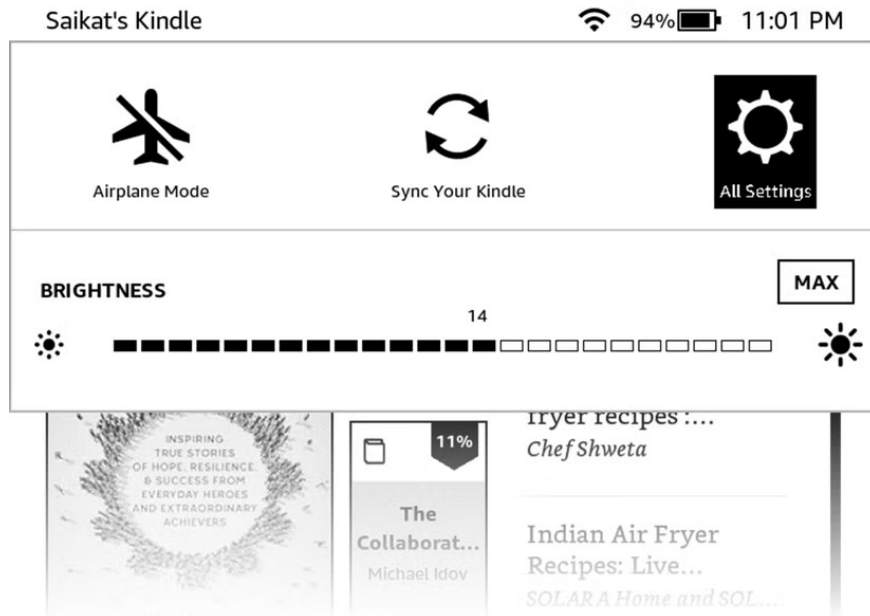 Saikat's Kindle 94% 11:01 PM
Airplane Mode Sync Your Kindle All Settings
BRIGHTNESS MAX
14
INSPIRING
TRUE STORIES
OF HOPE, RESILIENCE,
& SUCCESS FROM
EVERYDAY HEROES
AND EXTRAORDINARY
ACHIEVERS
11%
The
Collaborat...
Michael Idov
fryer recipes :...
Chef Shweta
Indian Air Fryer
Recipes: Live...
SOLARA Home and SOL....